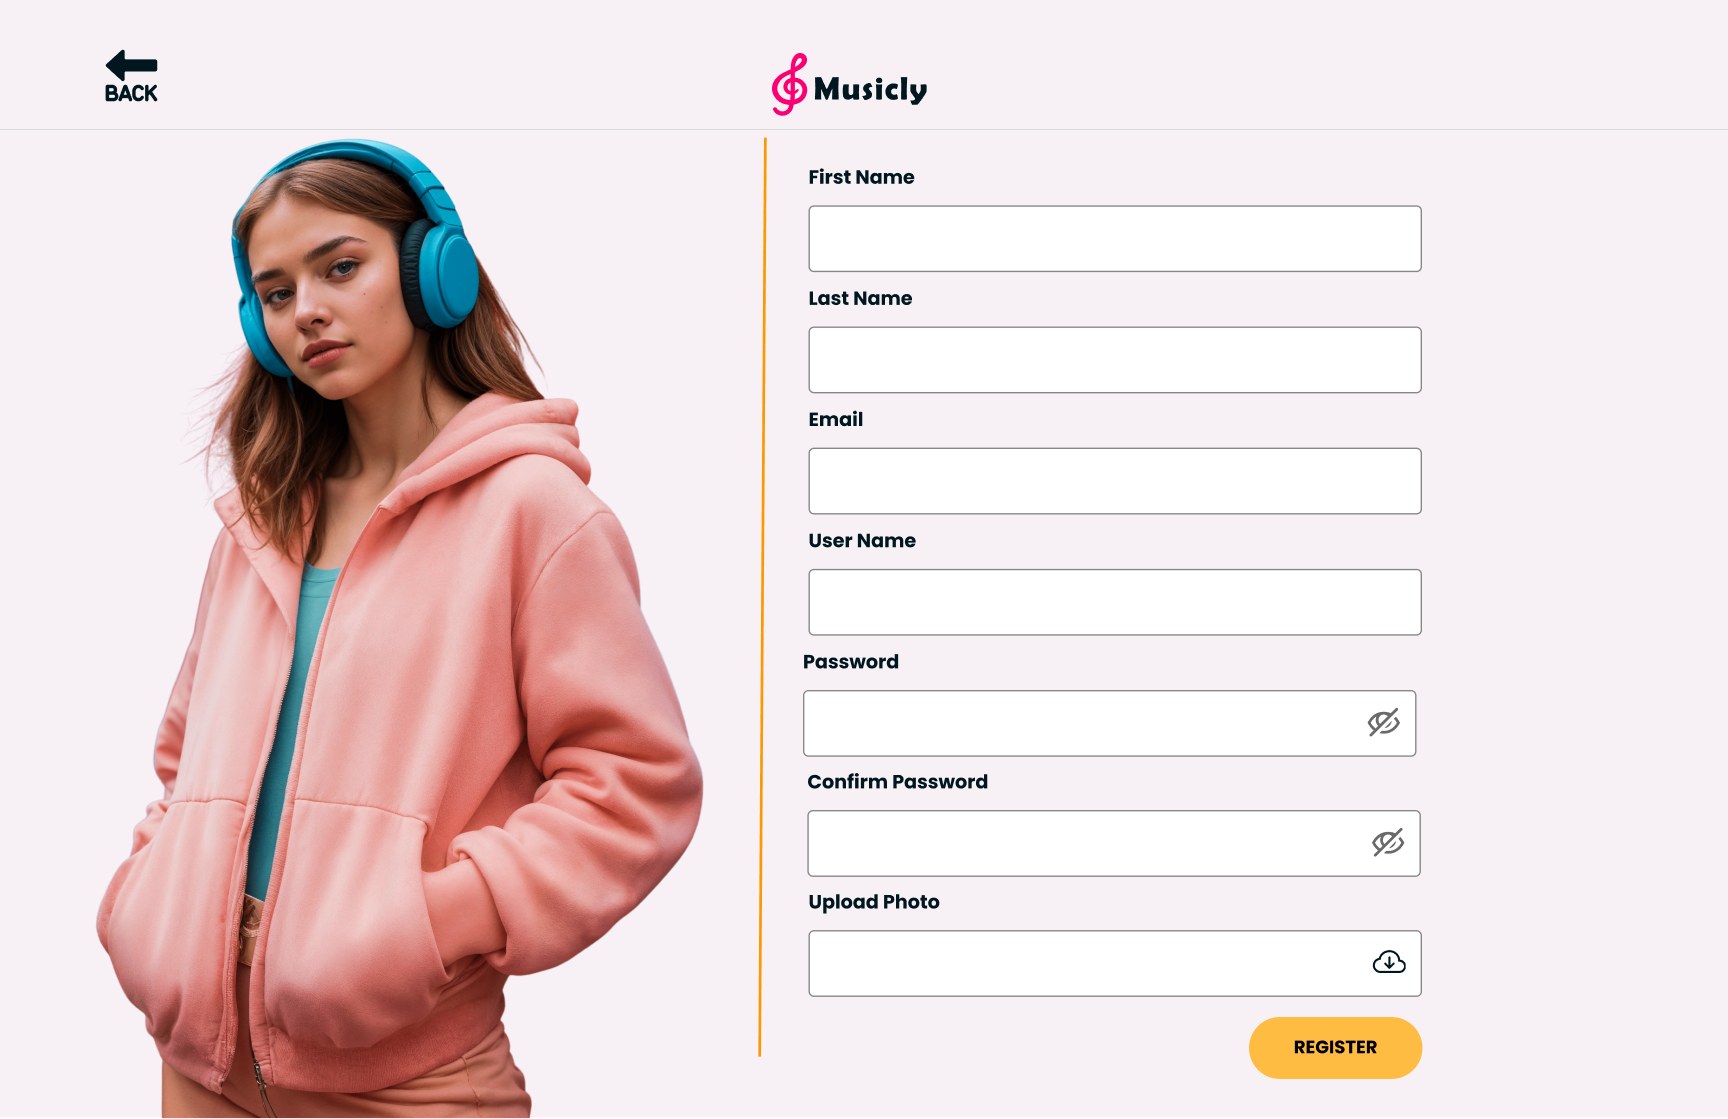 BACK
Musicly
First Name
Last Name
Email
User Name
Password
Confirm Password
Upload Photo
REGISTER